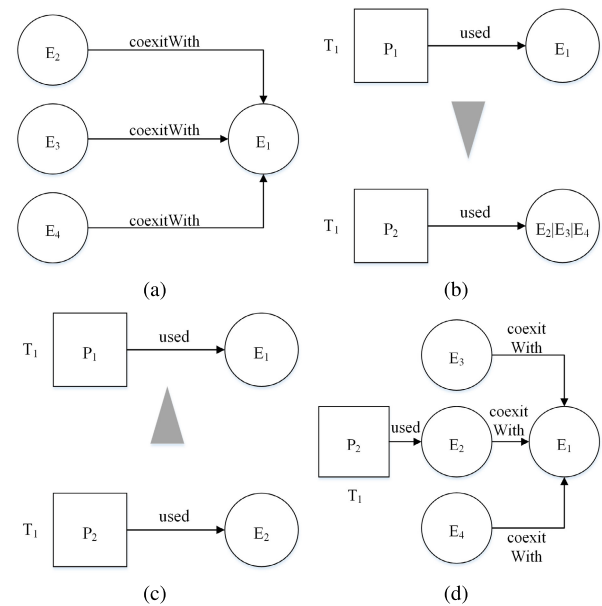 E₂
coexitWith
E₃
coexitWith
E₁
E₄
coexitWith
(a)
T₁
P₁
used
E₁
T₁
P₂
used
E₂|E₃|E₄
(b)
T₁
P₁
used
E₁
T₁
P₂
used
E₂
(c)
coexit
With
E₃
P₂
used
E₂
coexit
With
E₁
T₁
E₄
coexit
With
(d)